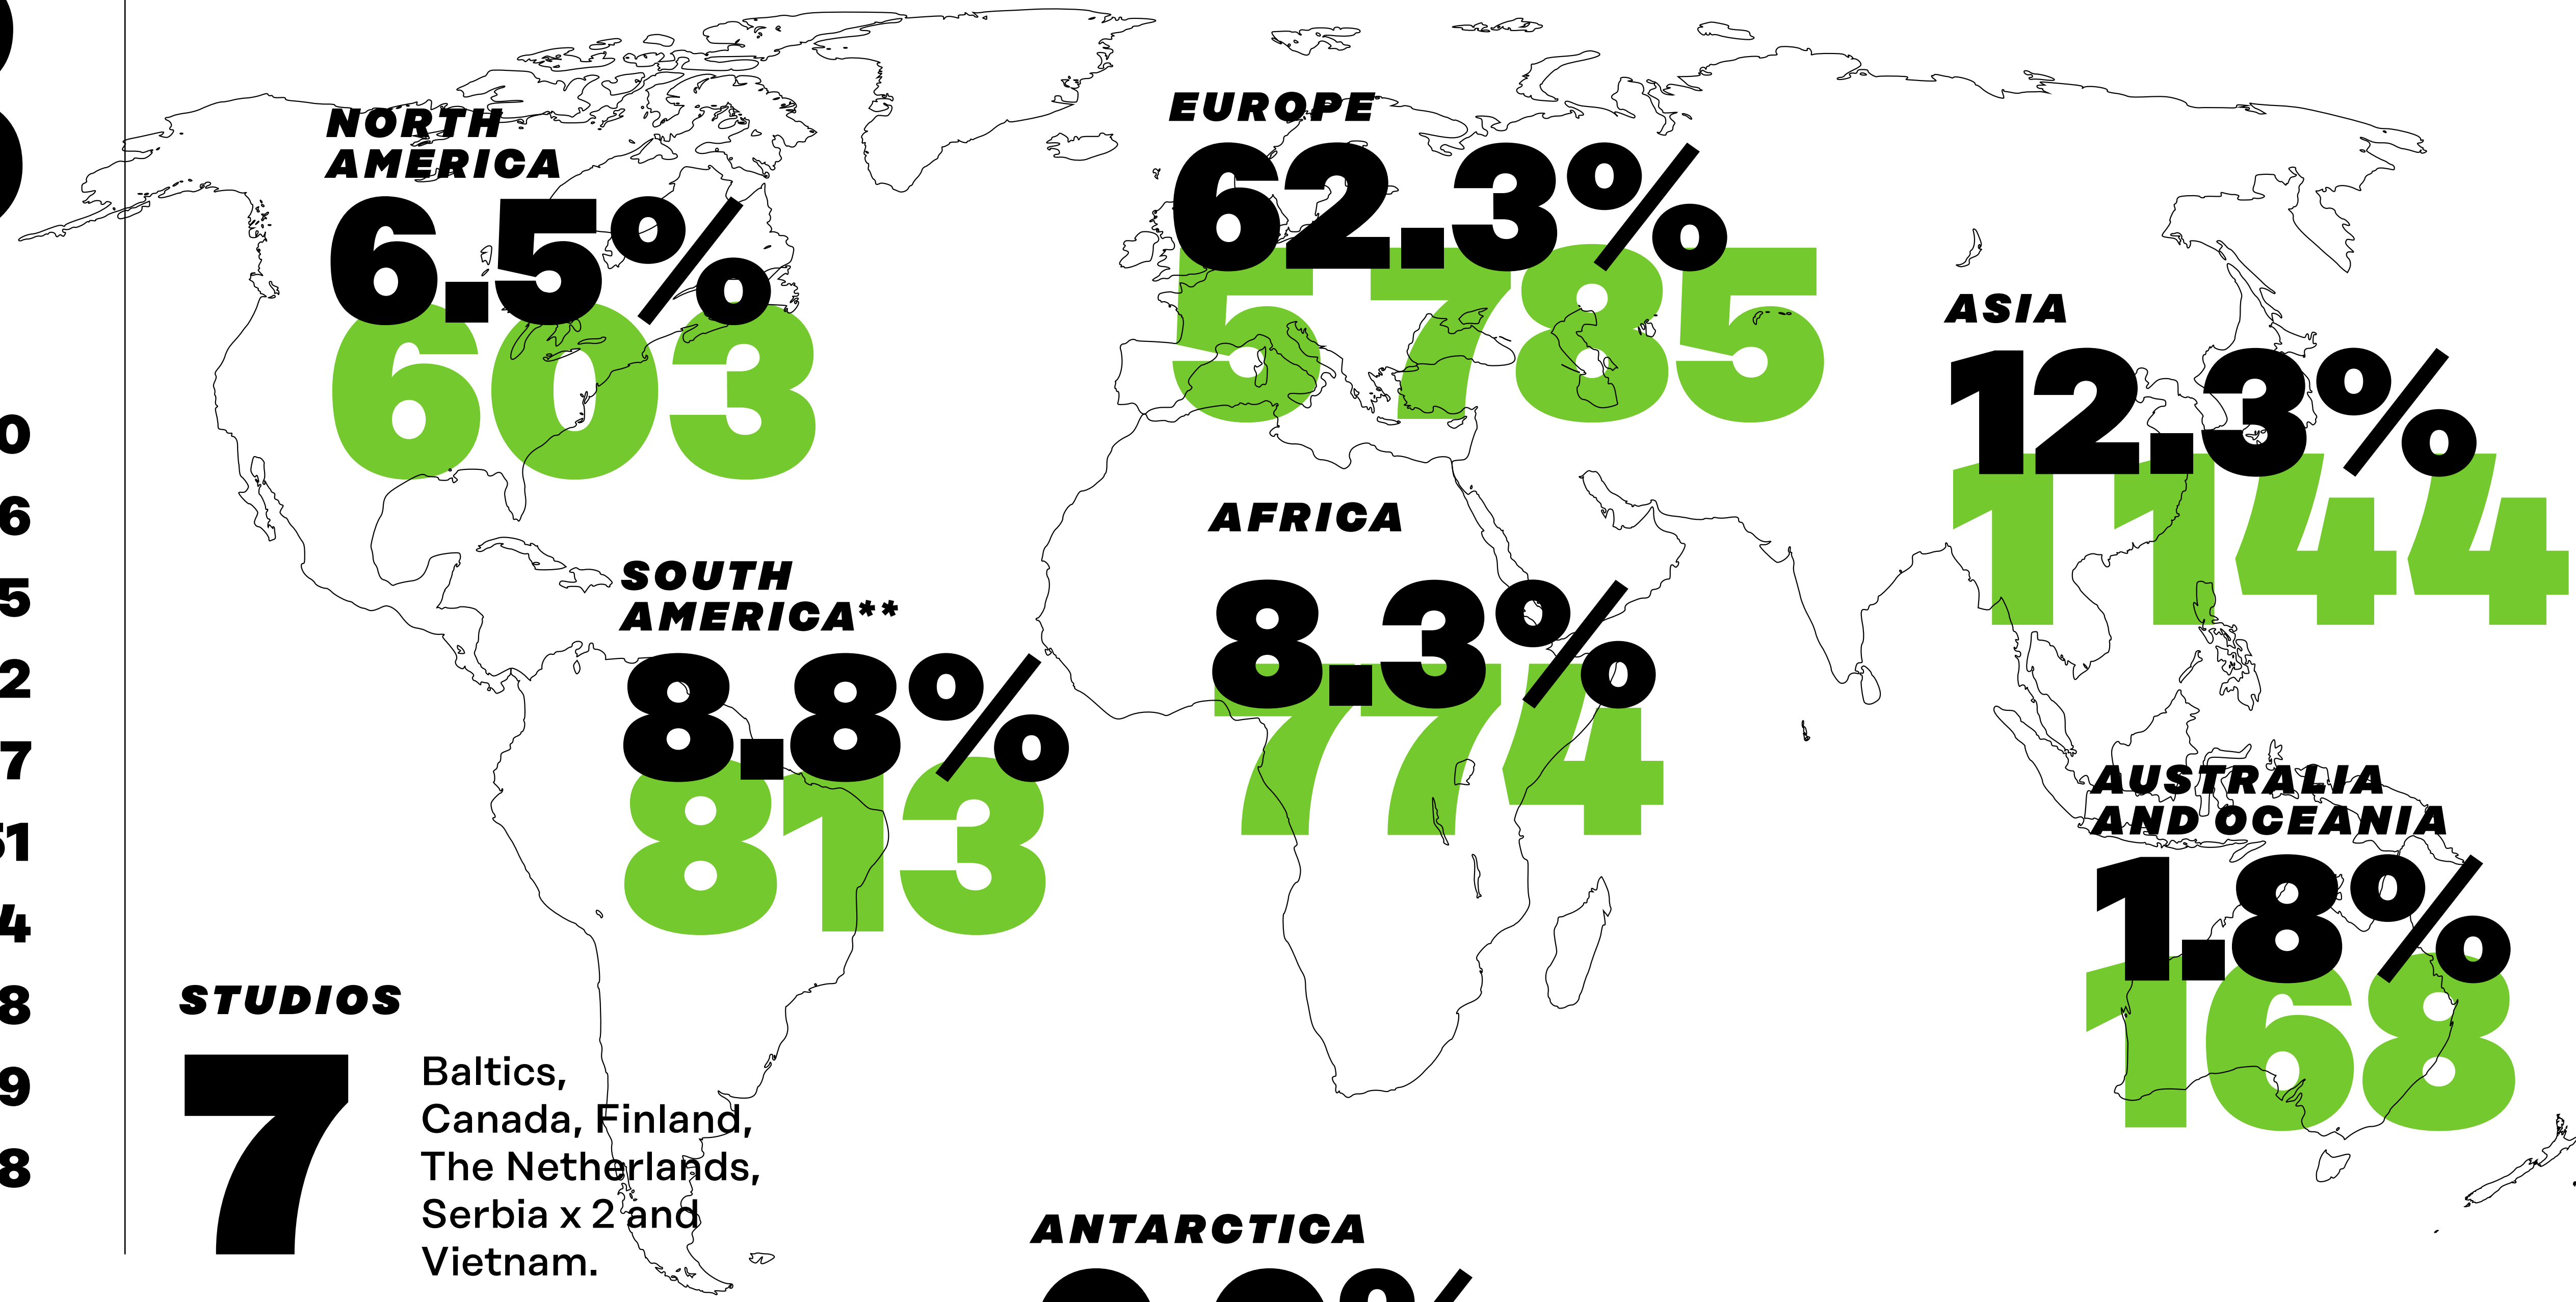 NORTH
AMERICA
6.5%
603
EUROPE
62.3%
5785
ASIA
12.3%
1144
AFRICA
8.3%
774
SOUTH
AMERICA**
8.8%
813
AUSTRALIA
AND OCEANIA
1.8%
168
STUDIOS
7
Baltics,
Canada, Finland,
The Netherlands,
Serbia x 2 and
Vietnam.
ANTARCTICA